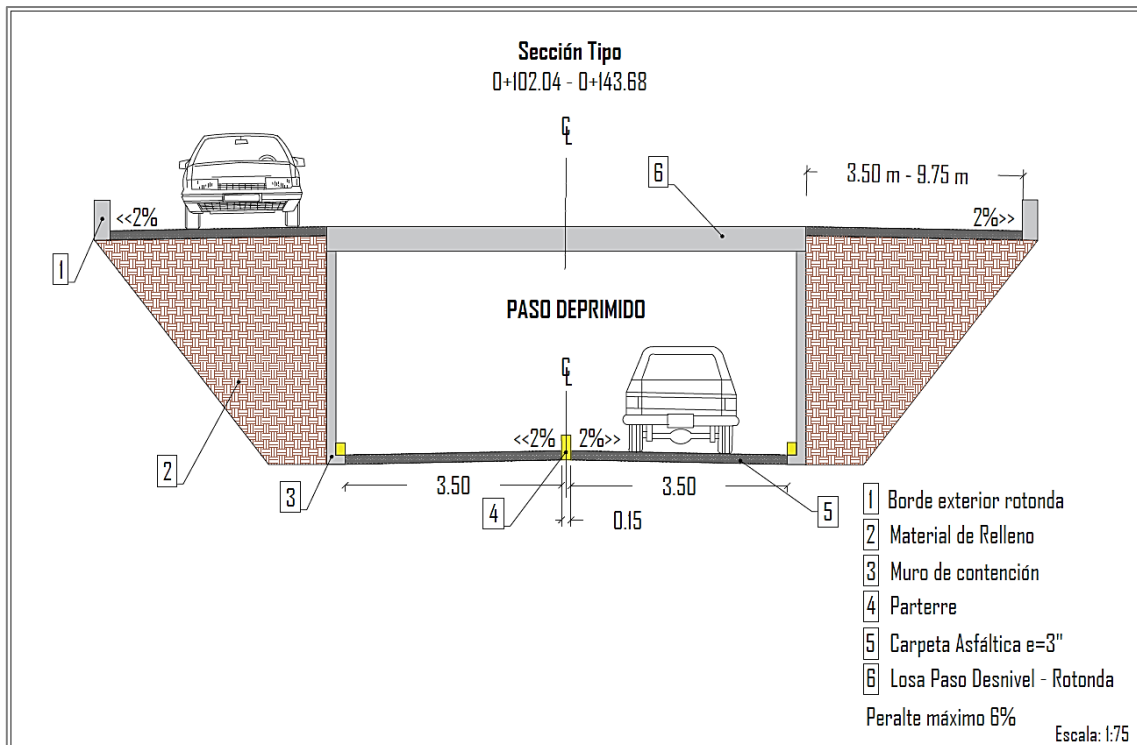 Sección Tipo
0+102.04 - 0+143.68
℄
6
3.50 m - 9.75 m
<<2%
2%>>
1
PASO DEPRIMIDO
℄
<<2% 2%>>
2
3
3.50
4
3.50
5
0.15
1 Borde exterior rotonda
2 Material de Relleno
3 Muro de contención
4 Parterre
5 Carpeta Asfáltica e=3"
6 Losa Paso Desnivel - Rotonda
Peralte máximo 6%
Escala: 1:75